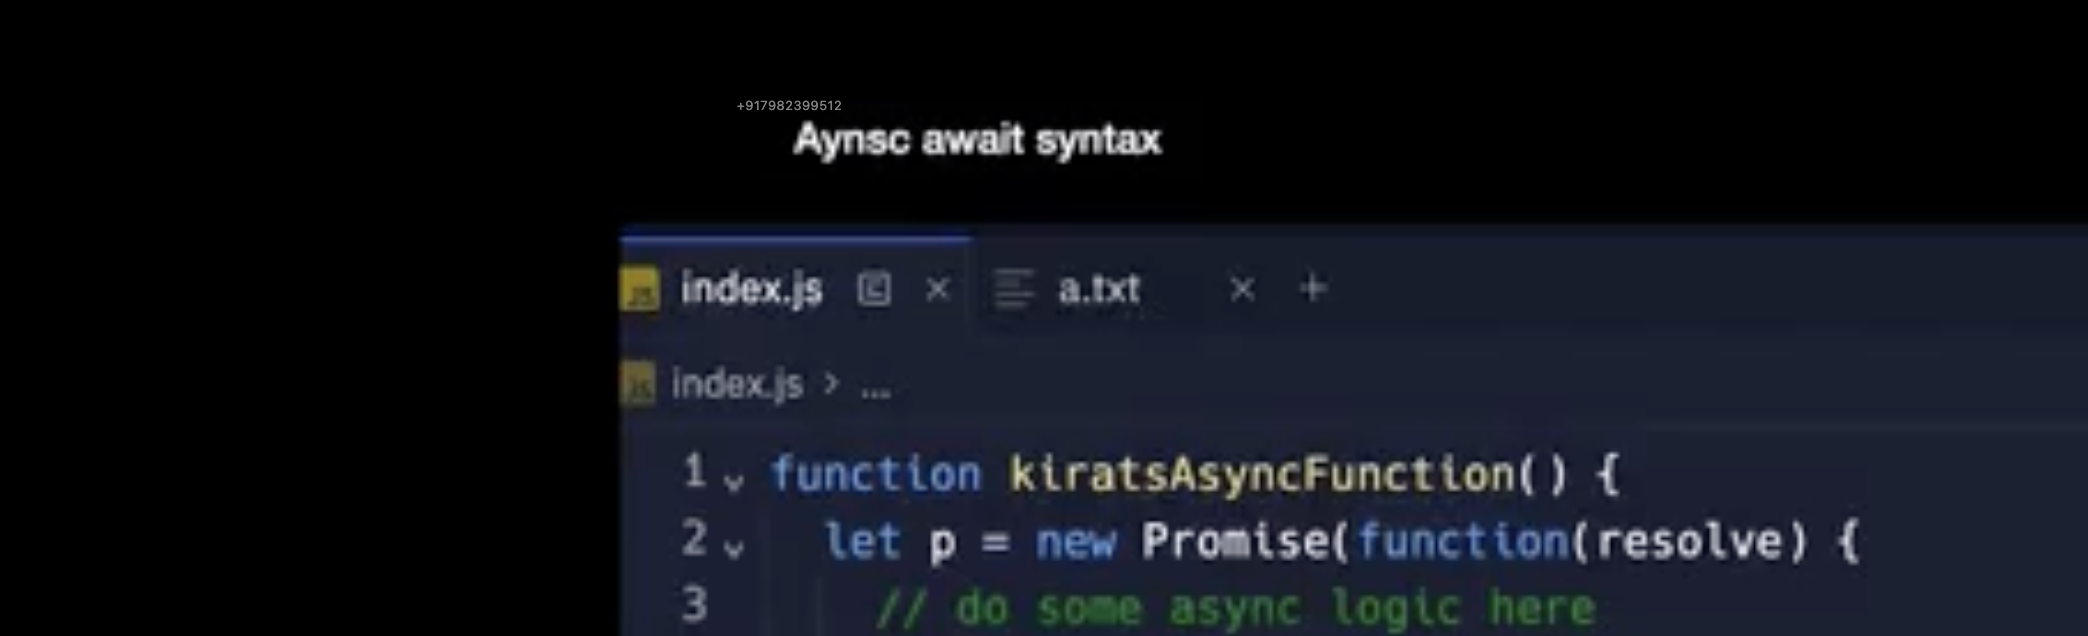 +917982399512
Aynsc await syntax
index.js
a.txt
index.js > ...
1 function kiratsAsyncFunction() {
2 let p = new Promise(function(resolve) {
3 // do some async logic here